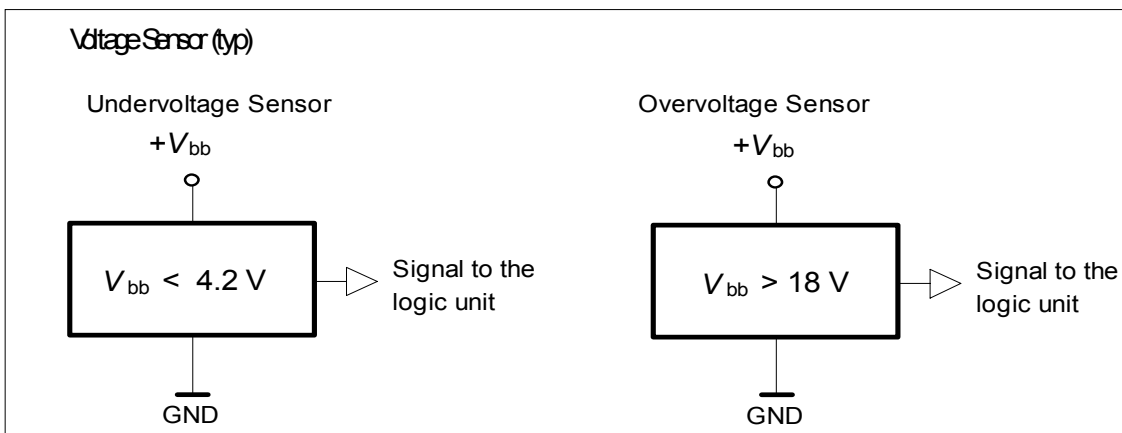 Voltage Sensor (typ)
Undervoltage Sensor
+Vbb
Vbb < 4.2 V
Signal to the
logic unit
GND
Overvoltage Sensor
+Vbb
Vbb > 18 V
Signal to the
logic unit
GND